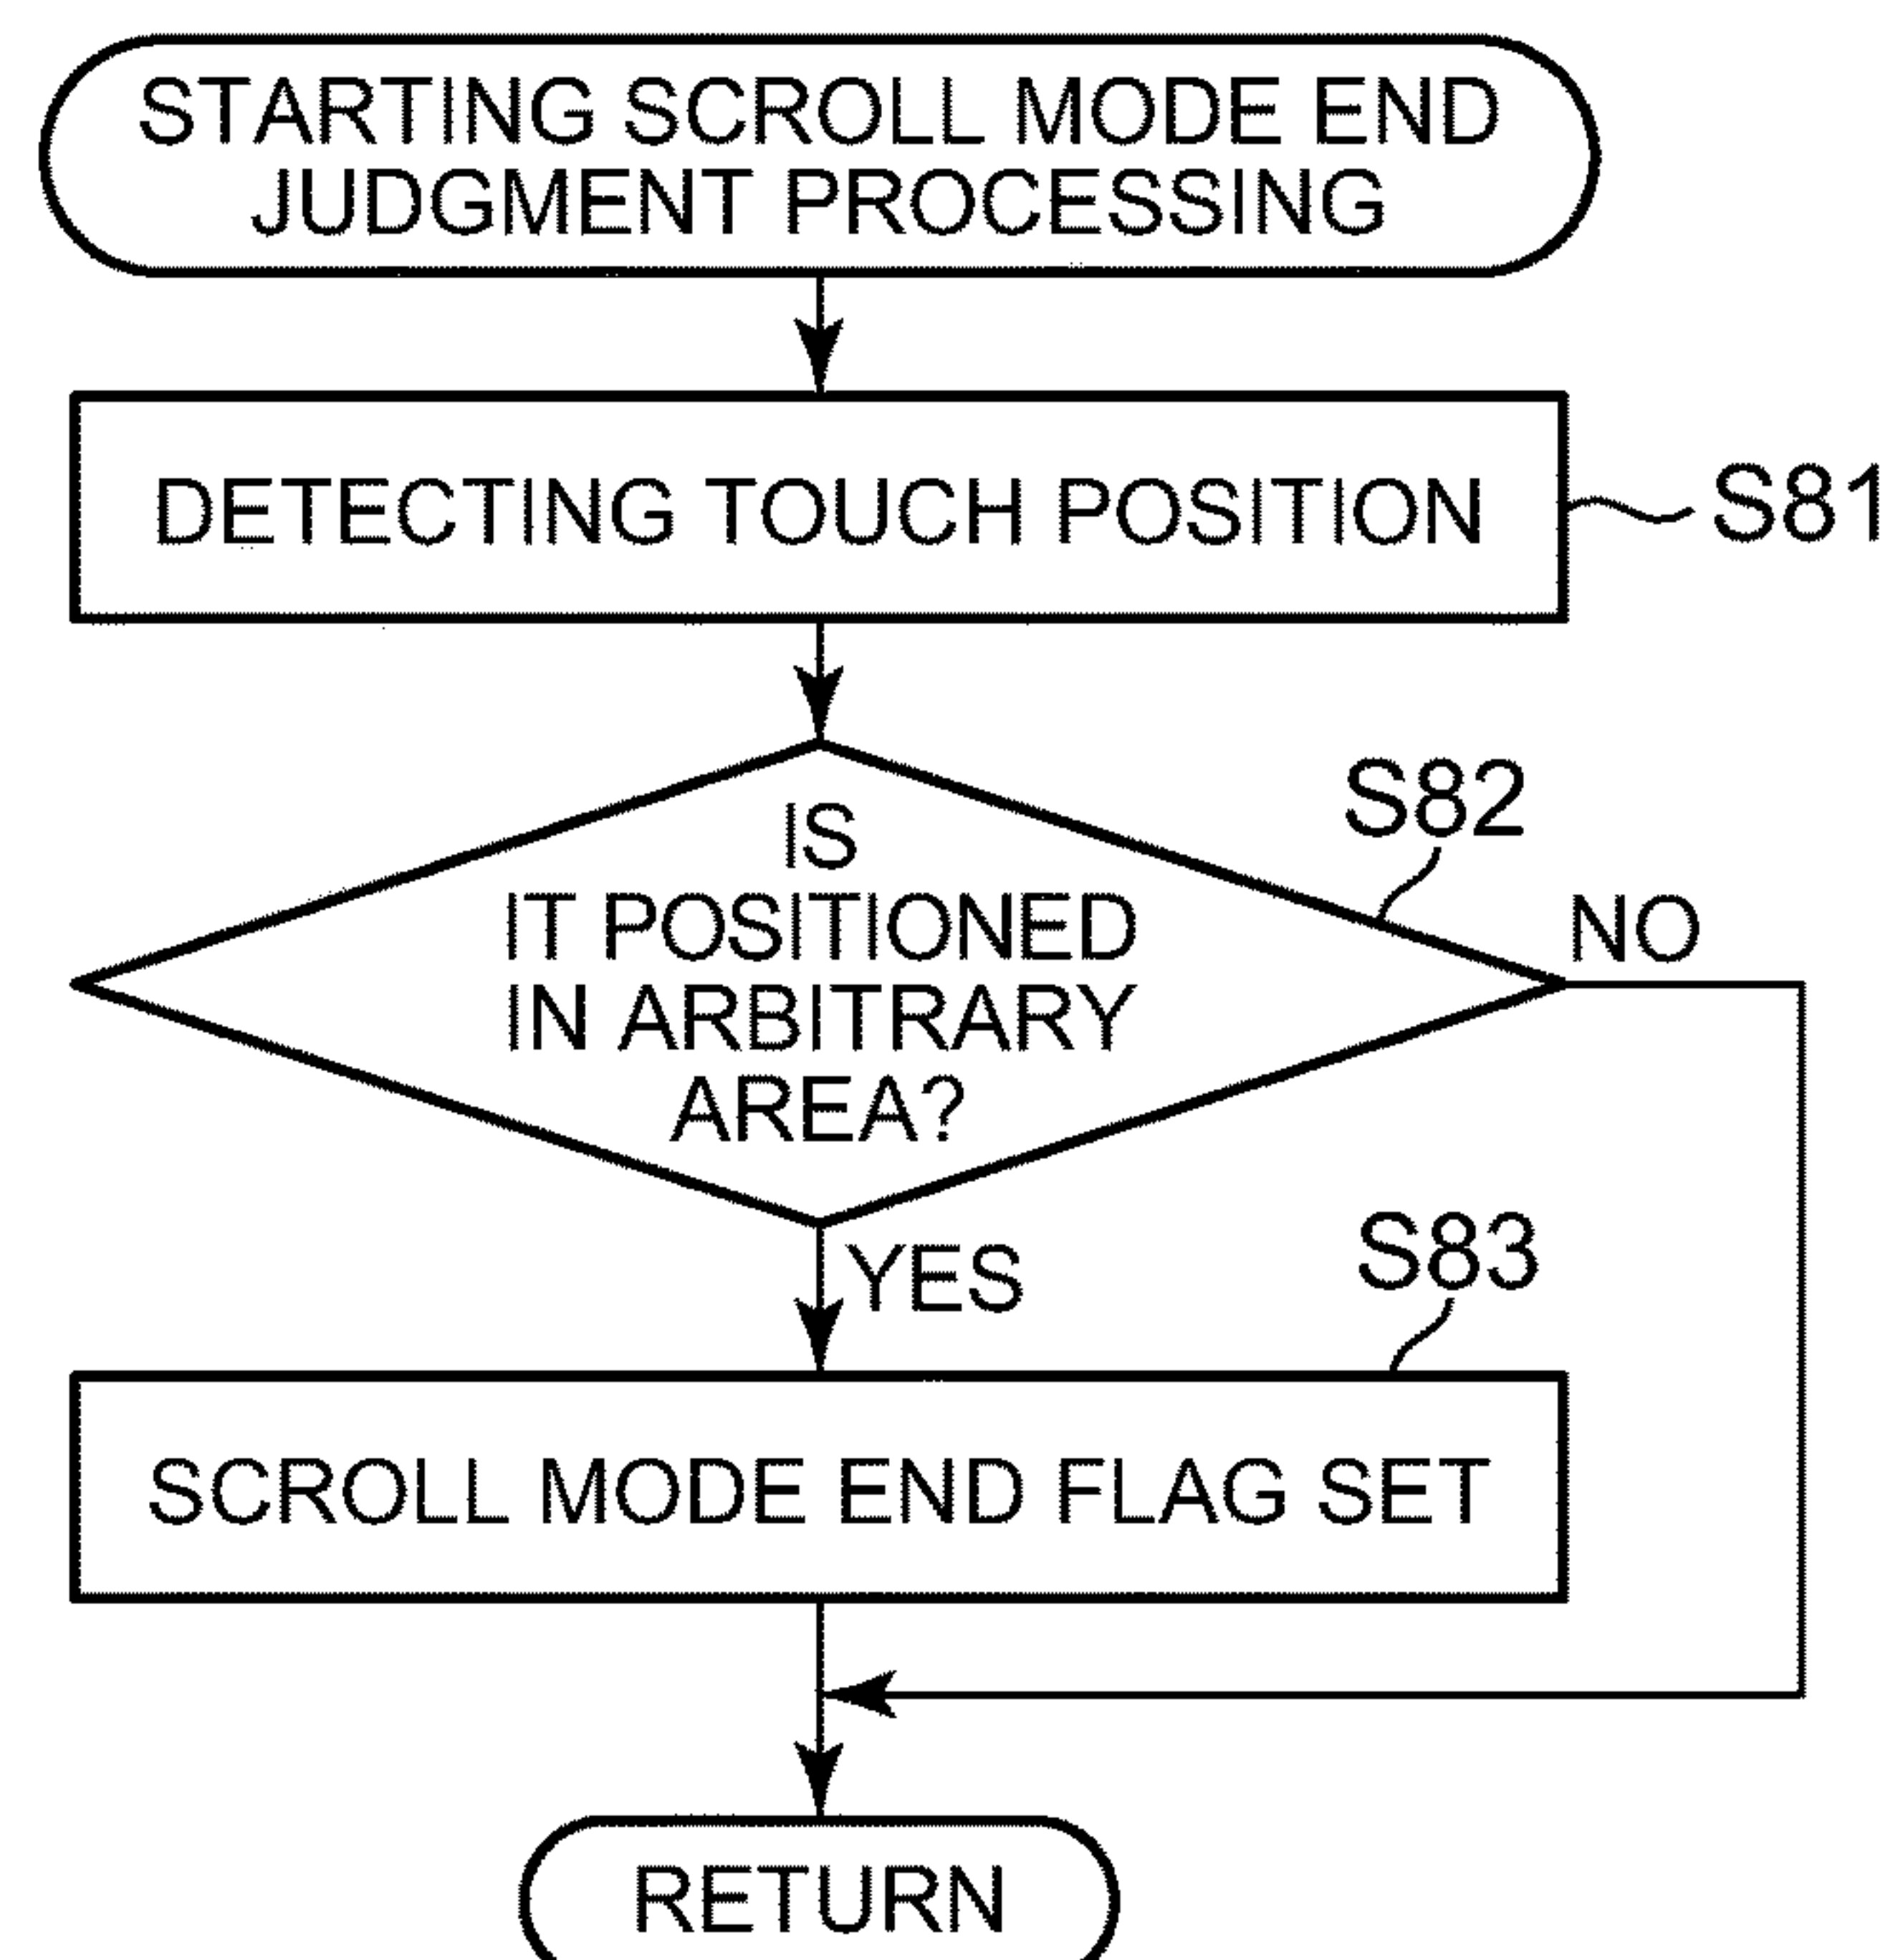 STARTING SCROLL MODE END
JUDGMENT PROCESSING
DETECTING TOUCH POSITION
S81
S82
IS
IT POSITIONED
IN ARBITRARY
AREA?
NO
YES
S83
SCROLL MODE END FLAG SET
RETURN